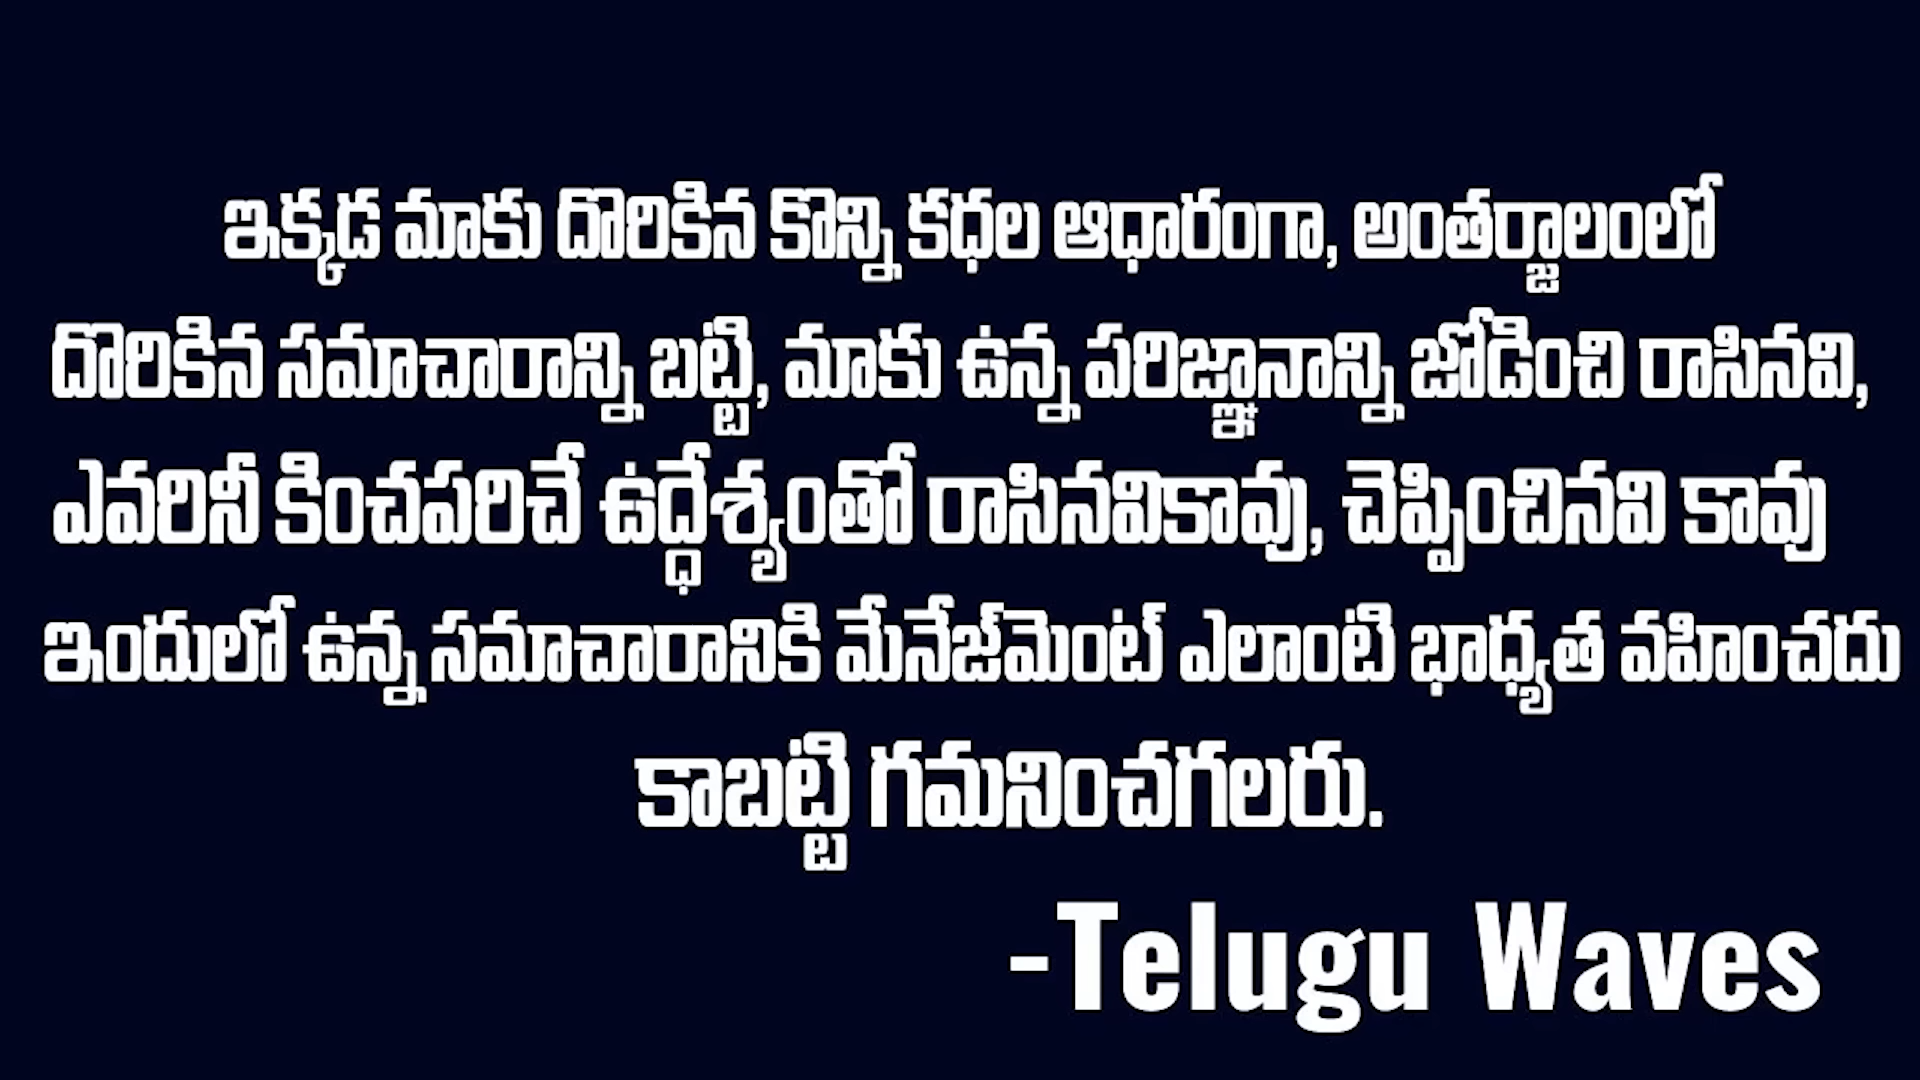 ఇక్కడ మాకు దొరికిన కొన్ని కధల ఆధారంగా, అంతర్జాలంలో
దొరికిన సమాచారాన్ని బట్టి, మాకు ఉన్న పరిజ్ఞానాన్ని జోడించి రాసినవి,
ఎవరినీ కించపరిచే ఉద్ధేశ్యంతో రాసినవికావు, చెప్పించినవి కావు
ఇందులో ఉన్న సమాచారానికి మేనేజ్‌మెంట్ ఎలాంటి భాధ్యత వహించదు
కాబట్టి గమనించగలరు.
-Telugu Waves